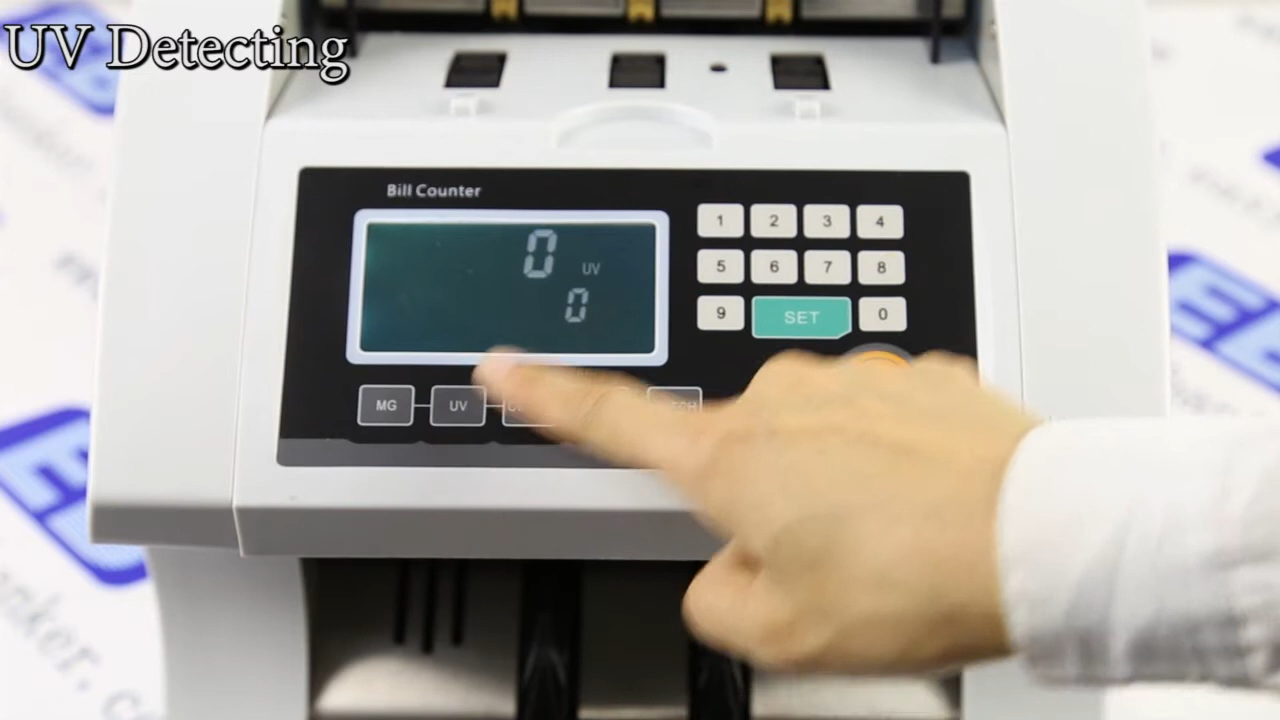 UV Detecting
Bill Counter
0
UV
0
1 2 3 4
5 6 7 8
9 SET 0
MG UV